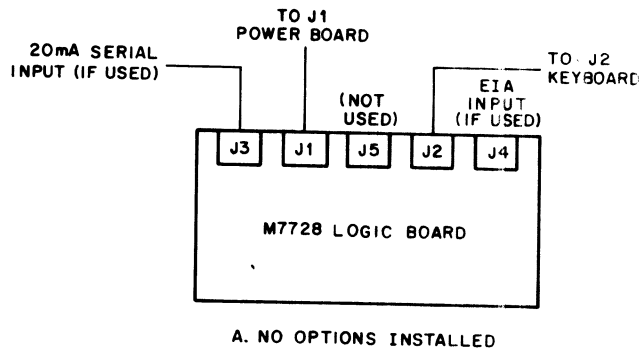 TO J1
POWER BOARD
20mA SERIAL
INPUT (IF USED)
TO J2
KEYBOARD
(NOT
USED)
EIA
INPUT
(IF USED)
J3
J1
J5
J2
J4
M7728 LOGIC BOARD
A. NO OPTIONS INSTALLED